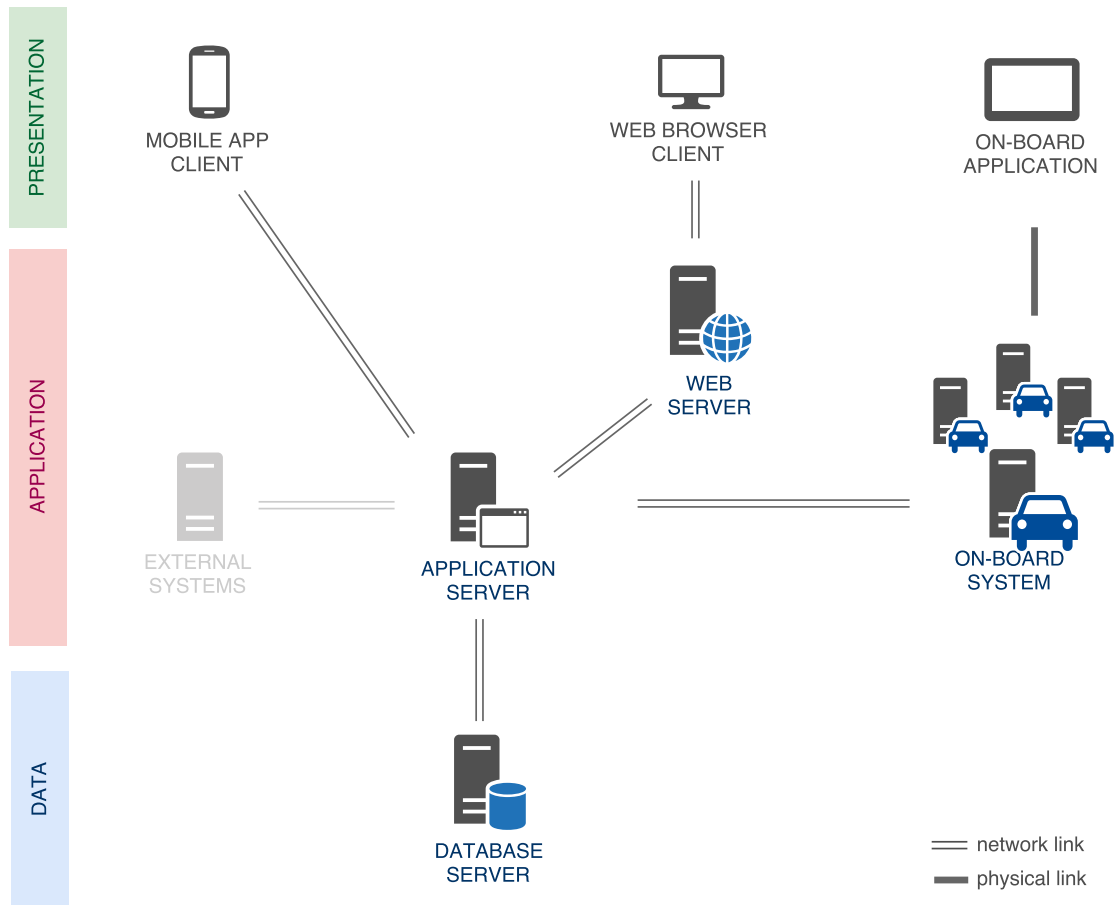 PRESENTATION
MOBILE APP
CLIENT
WEB BROWSER
CLIENT
ON-BOARD
APPLICATION
APPLICATION
WEB
SERVER
EXTERNAL
SYSTEMS
APPLICATION
SERVER
ON-BOARD
SYSTEM
DATA
DATABASE
SERVER
network link
physical link